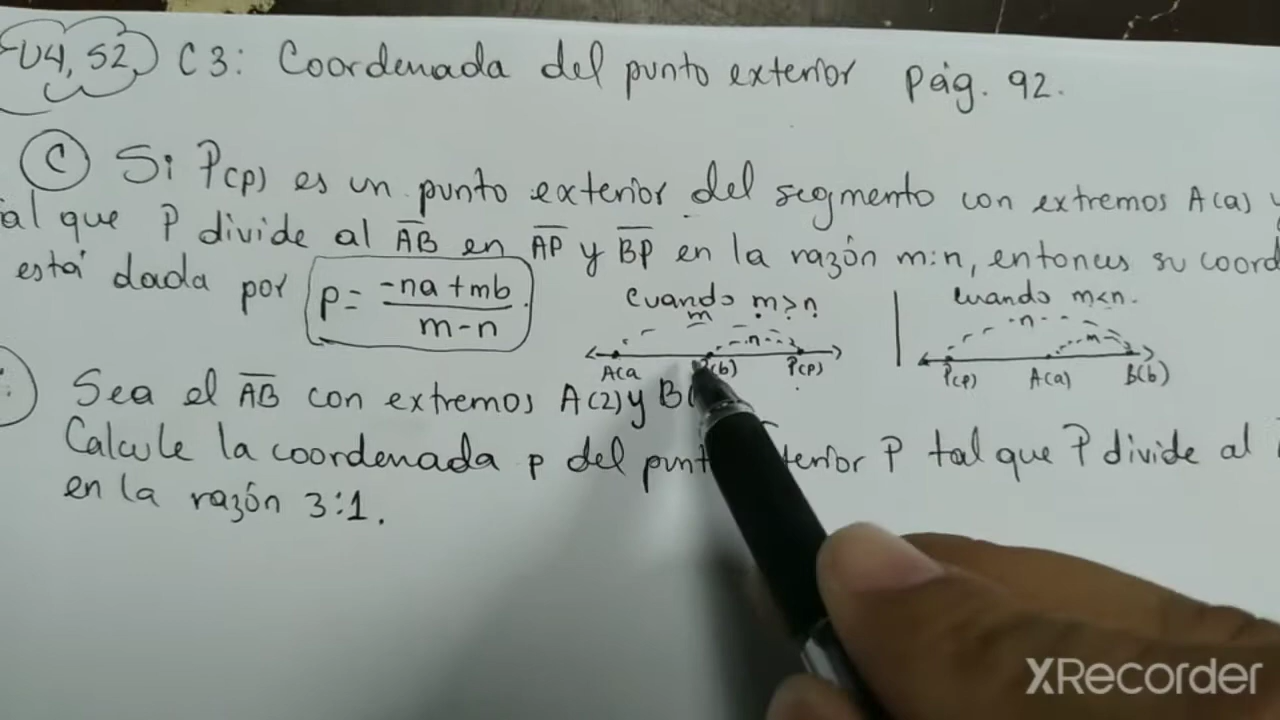 U4, S2, C3: Coordenada del punto exterior Pág. 92.
C Si P(p) es un punto exterior del segmento con extremos A(a) y
al que P divide al AB en AP y BP en la razón m:n, entonces su coord
está dada por p = -na + mb / m - n
cuando m > n
m
n
A(a P(p)
cuando m < n.
n
m
P(p) A(a) B(b)
Sea el AB con extremos A(2) y B(
Calcule la coordenada p del punt terior P tal que P divide al
en la razón 3:1.
XRecorder